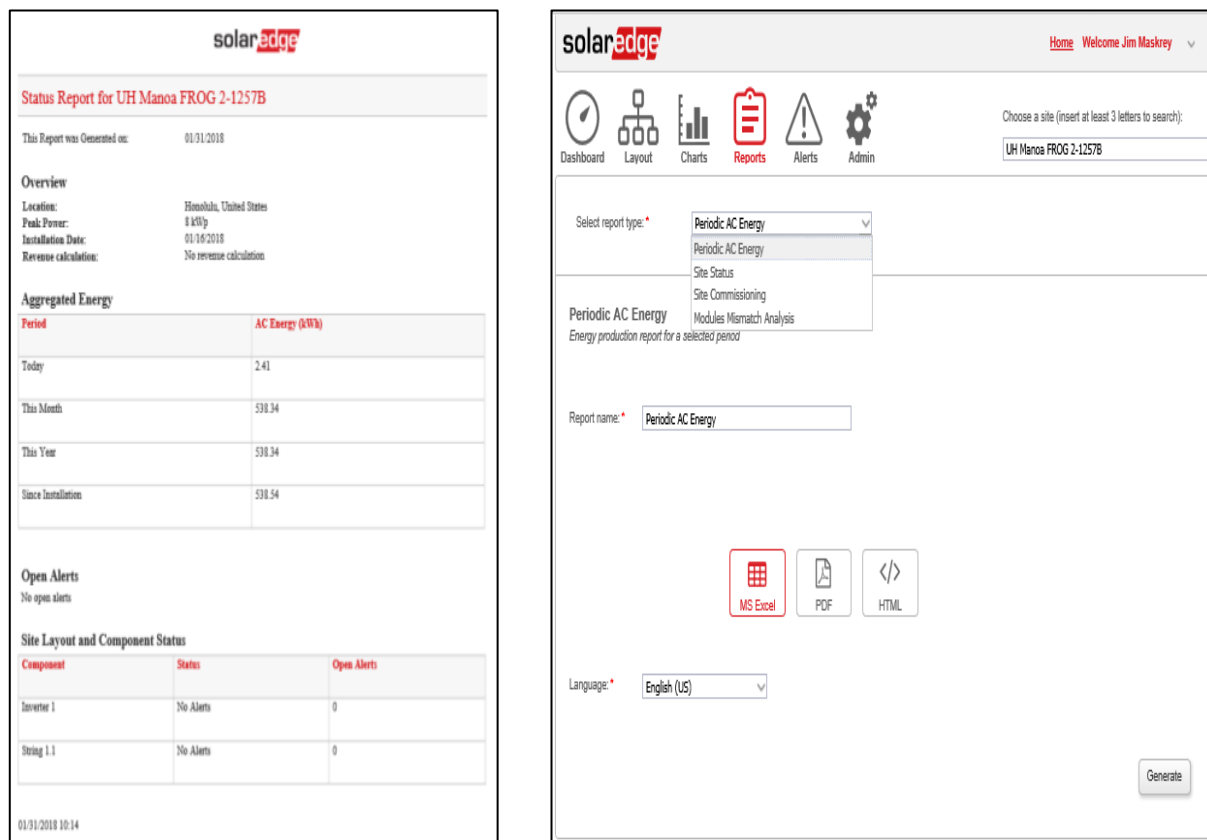 solaredge
Status Report for UH Manoa FROG 2-1257B
This Report was Generated on: 01/31/2018
Overview
Location: Honolulu, United States
Peak Power: 8 kWp
Installation Date: 01/16/2018
Revenue calculation: No revenue calculation
Aggregated Energy
Period AC Energy (kWh)
Today 2.41
This Month 538.34
This Year 538.34
Since Installation 538.54
Open Alerts
No open alerts
Site Layout and Component Status
Component Status Open Alerts
Inverter 1 No Alerts 0
String 1.1 No Alerts 0
01/31/2018 10:14
solaredge
Home Welcome Jim Maskrey
Dashboard Layout Charts Reports Alerts Admin
Choose a site (insert at least 3 letters to search):
UH Manoa FROG 2-1257B
Select report type:* Periodic AC Energy
Periodic AC Energy
Site Status
Site Commissioning
Modules Mismatch Analysis
Periodic AC Energy
Energy production report for a selected period
Report name:* Periodic AC Energy
MS Excel PDF HTML
Language:* English (US)
Generate